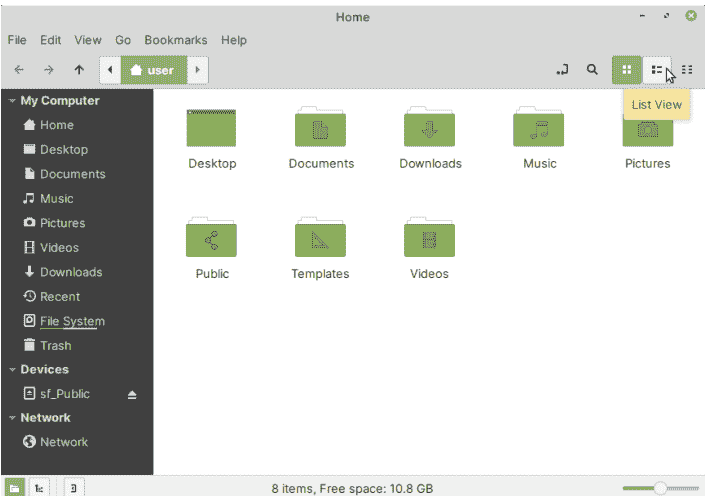 Home
File Edit View Go Bookmarks Help
user
List View
My Computer
Home
Desktop
Documents
Music
Pictures
Videos
Downloads
Recent
File System
Trash
Devices
sf_Public
Network
Network
Desktop Documents Downloads Music Pictures
Public Templates Videos
8 items, Free space: 10.8 GB